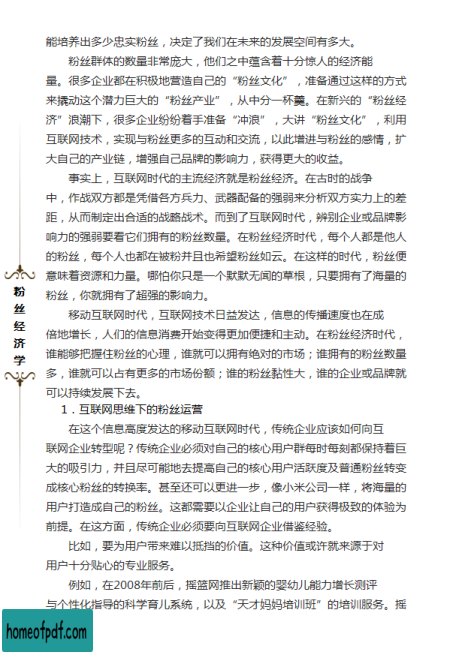 能培养出多少忠实粉丝，决定了我们在未来的发展空间有多大。
粉丝群体的数量非常庞大，他们之中蕴含着十分惊人的经济能
量。很多企业都在积极地营造自己的“粉丝文化”，准备通过这样的方式
来撬动这个潜力巨大的“粉丝产业”，从中分一杯羹。在新兴的“粉丝经
济”浪潮下，很多企业纷纷着手准备“冲浪”，大讲“粉丝文化”，利用
互联网技术，实现与粉丝更多的互动和交流，以此增进与粉丝的感情，扩
大自己的产业链，增强自己品牌的影响力，获得更大的收益。
事实上，互联网时代的主流经济就是粉丝经济。在古时的战争
中，作战双方都是凭借各方兵力、武器配备的强弱来分析双方实力上的差
距，从而制定出合适的战略战术。而到了互联网时代，辨别企业或品牌影
响力的强弱要看它们拥有的粉丝数量。在粉丝经济时代，每个人都是他人
的粉丝，每个人也都在被粉并且也希望粉丝如云。在这样的时代，粉丝便
意味着资源和力量。哪怕你只是一个默默无闻的草根，只要拥有了海量的
粉丝，你就拥有了超强的影响力。
移动互联网时代，互联网技术日益发达，信息的传播速度也在成
倍地增长，人们的信息消费开始变得更加便捷和主动。在粉丝经济时代，
谁能够把握住粉丝的心理，谁就可以拥有绝对的市场；谁拥有的粉丝数量
多，谁就可以占有更多的市场份额；谁的粉丝黏性大，谁的企业或品牌就
可以持续发展下去。
1．互联网思维下的粉丝运营
在这个信息高度发达的移动互联网时代，传统企业应该如何向互
联网企业转型呢？传统企业必须对自己的核心用户群每时每刻都保持着巨
大的吸引力，并且尽可能地去提高自己的核心用户活跃度及普通粉丝转变
成核心粉丝的转换率。甚至还可以更进一步，像小米公司一样，将海量的
用户打造成自己的粉丝。这都需要以企业让自己的用户获得极致的体验为
前提。在这方面，传统企业必须要向互联网企业借鉴经验。
比如，要为用户带来难以抵挡的价值。这种价值或许就来源于对
用户十分贴心的专业服务。
例如，在2008年前后，摇篮网推出新颖的婴幼儿能力增长测评
与个性化指导的科学育儿系统，以及“天才妈妈培训班”的培训服务。摇
粉丝经济学
homeofpdf.com